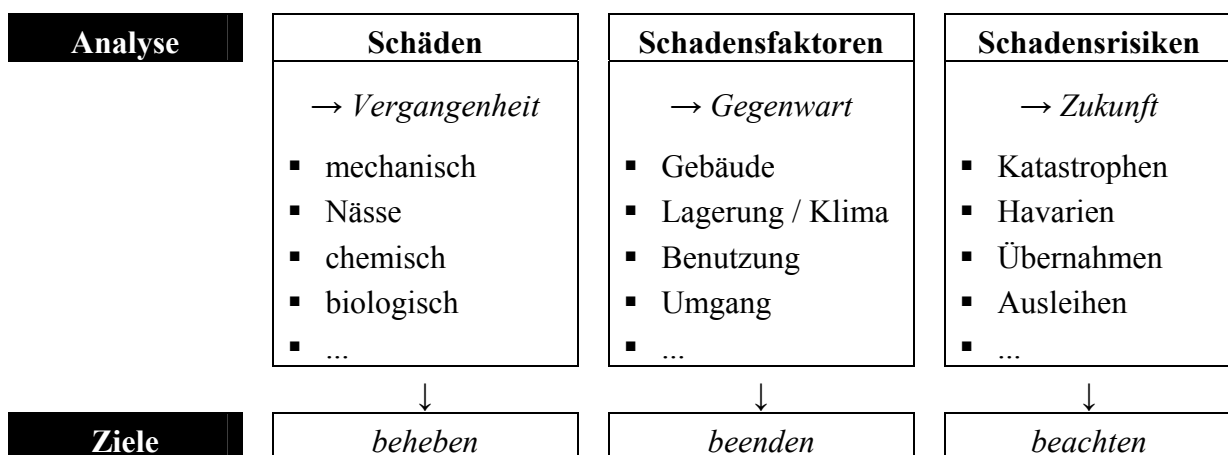 Analyse Schäden Schadensfaktoren Schadensrisiken
→ Vergangenheit → Gegenwart → Zukunft
▪ mechanisch ▪ Gebäude ▪ Katastrophen
▪ Nässe ▪ Lagerung / Klima ▪ Havarien
▪ chemisch ▪ Benutzung ▪ Übernahmen
▪ biologisch ▪ Umgang ▪ Ausleihen
▪ ... ▪ ... ▪ ...
↓ ↓ ↓
Ziele beheben beenden beachten